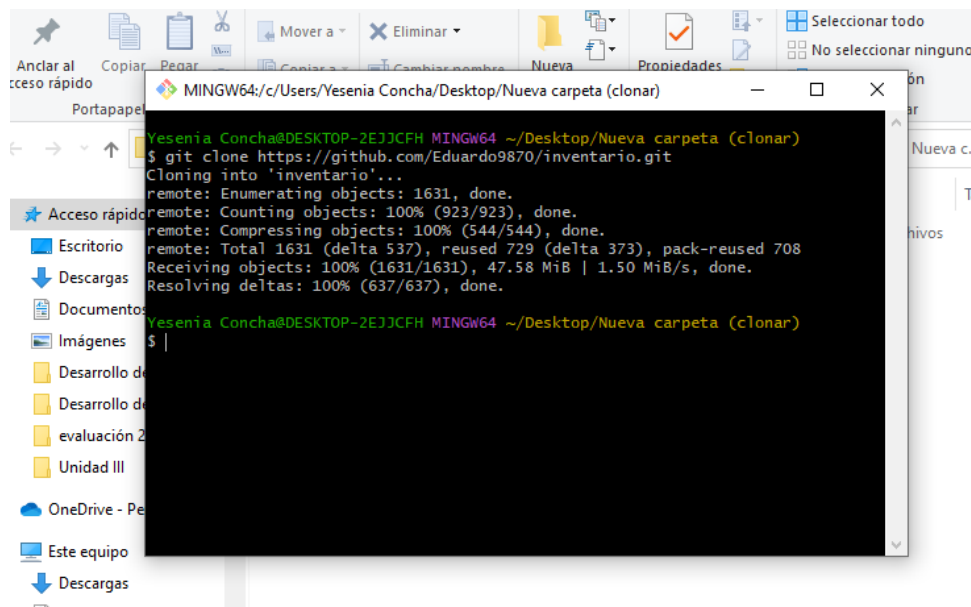 Seleccionar todo
Mover a
Eliminar
No seleccionar ninguno
Anclar al
acceso rápido
Copiar
Pegar
Copiar a
Cambiar nombre
Nueva
Propiedades
Portapapel
MINGW64:/c/Users/Yesenia Concha/Desktop/Nueva carpeta (clonar)
Yesenia Concha@DESKTOP-2EJJCFH MINGW64 ~/Desktop/Nueva carpeta (clonar)
$ git clone https://github.com/Eduardo9870/inventario.git
Cloning into 'inventario'...
remote: Enumerating objects: 1631, done.
remote: Counting objects: 100% (923/923), done.
remote: Compressing objects: 100% (544/544), done.
remote: Total 1631 (delta 537), reused 729 (delta 373), pack-reused 708
Receiving objects: 100% (1631/1631), 47.58 MiB | 1.50 MiB/s, done.
Resolving deltas: 100% (637/637), done.
Yesenia Concha@DESKTOP-2EJJCFH MINGW64 ~/Desktop/Nueva carpeta (clonar)
$
Nueva c.
hivos
Acceso rápido
Escritorio
Descargas
Documentos
Imágenes
Desarrollo de
Desarrollo de
evaluación 2
Unidad III
OneDrive - Pe
Este equipo
Descargas